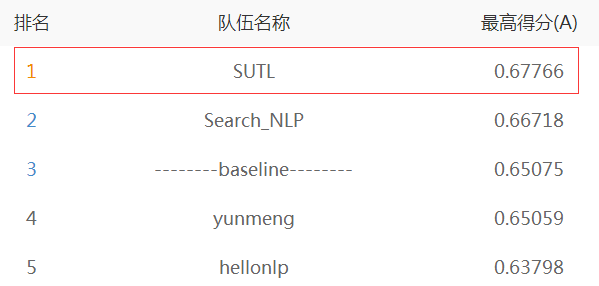 排名 队伍名称 最高得分(A)
1 SUTL 0.67766
2 Search_NLP 0.66718
3 --------baseline-------- 0.65075
4 yunmeng 0.65059
5 hellonlp 0.63798